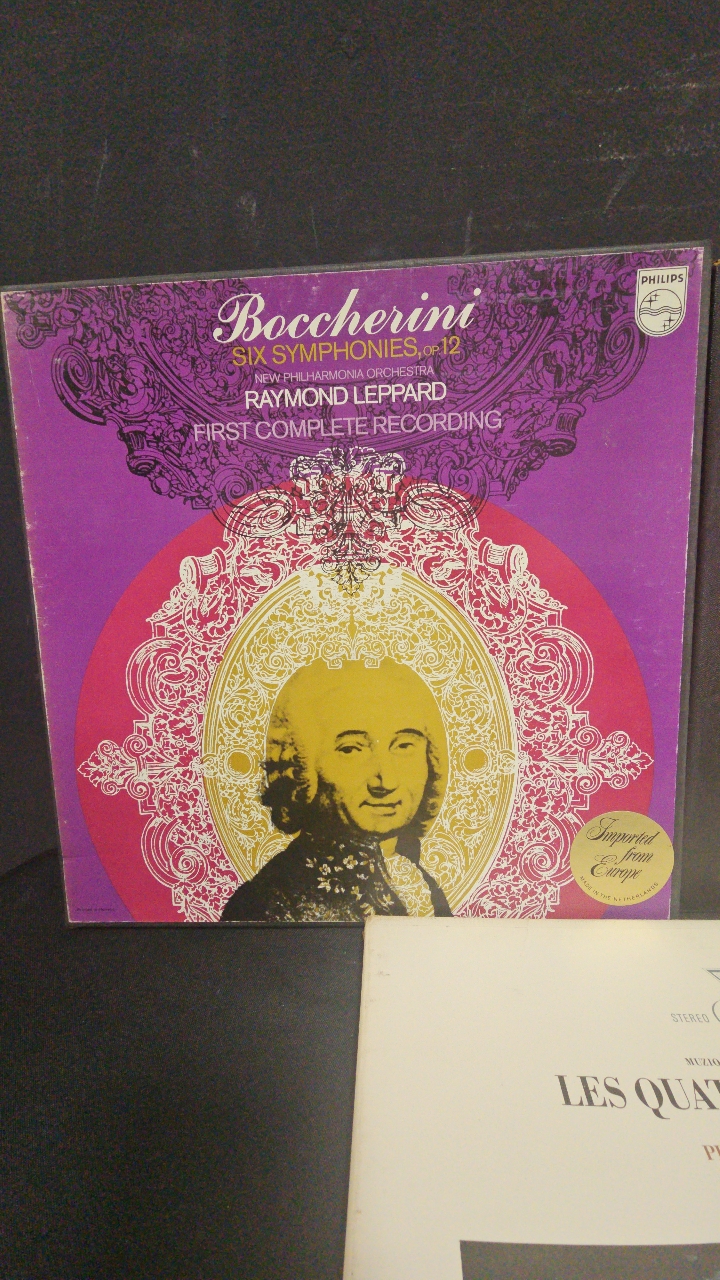 PHILIPS
Boccherini
SIX SYMPHONIES, OP. 12
NEW PHILHARMONIA ORCHESTRA
RAYMOND LEPPARD
FIRST COMPLETE RECORDING
Imported
from
Europe
MADE IN THE NETHERLANDS
STEREO
MUZIO
LES QUAT